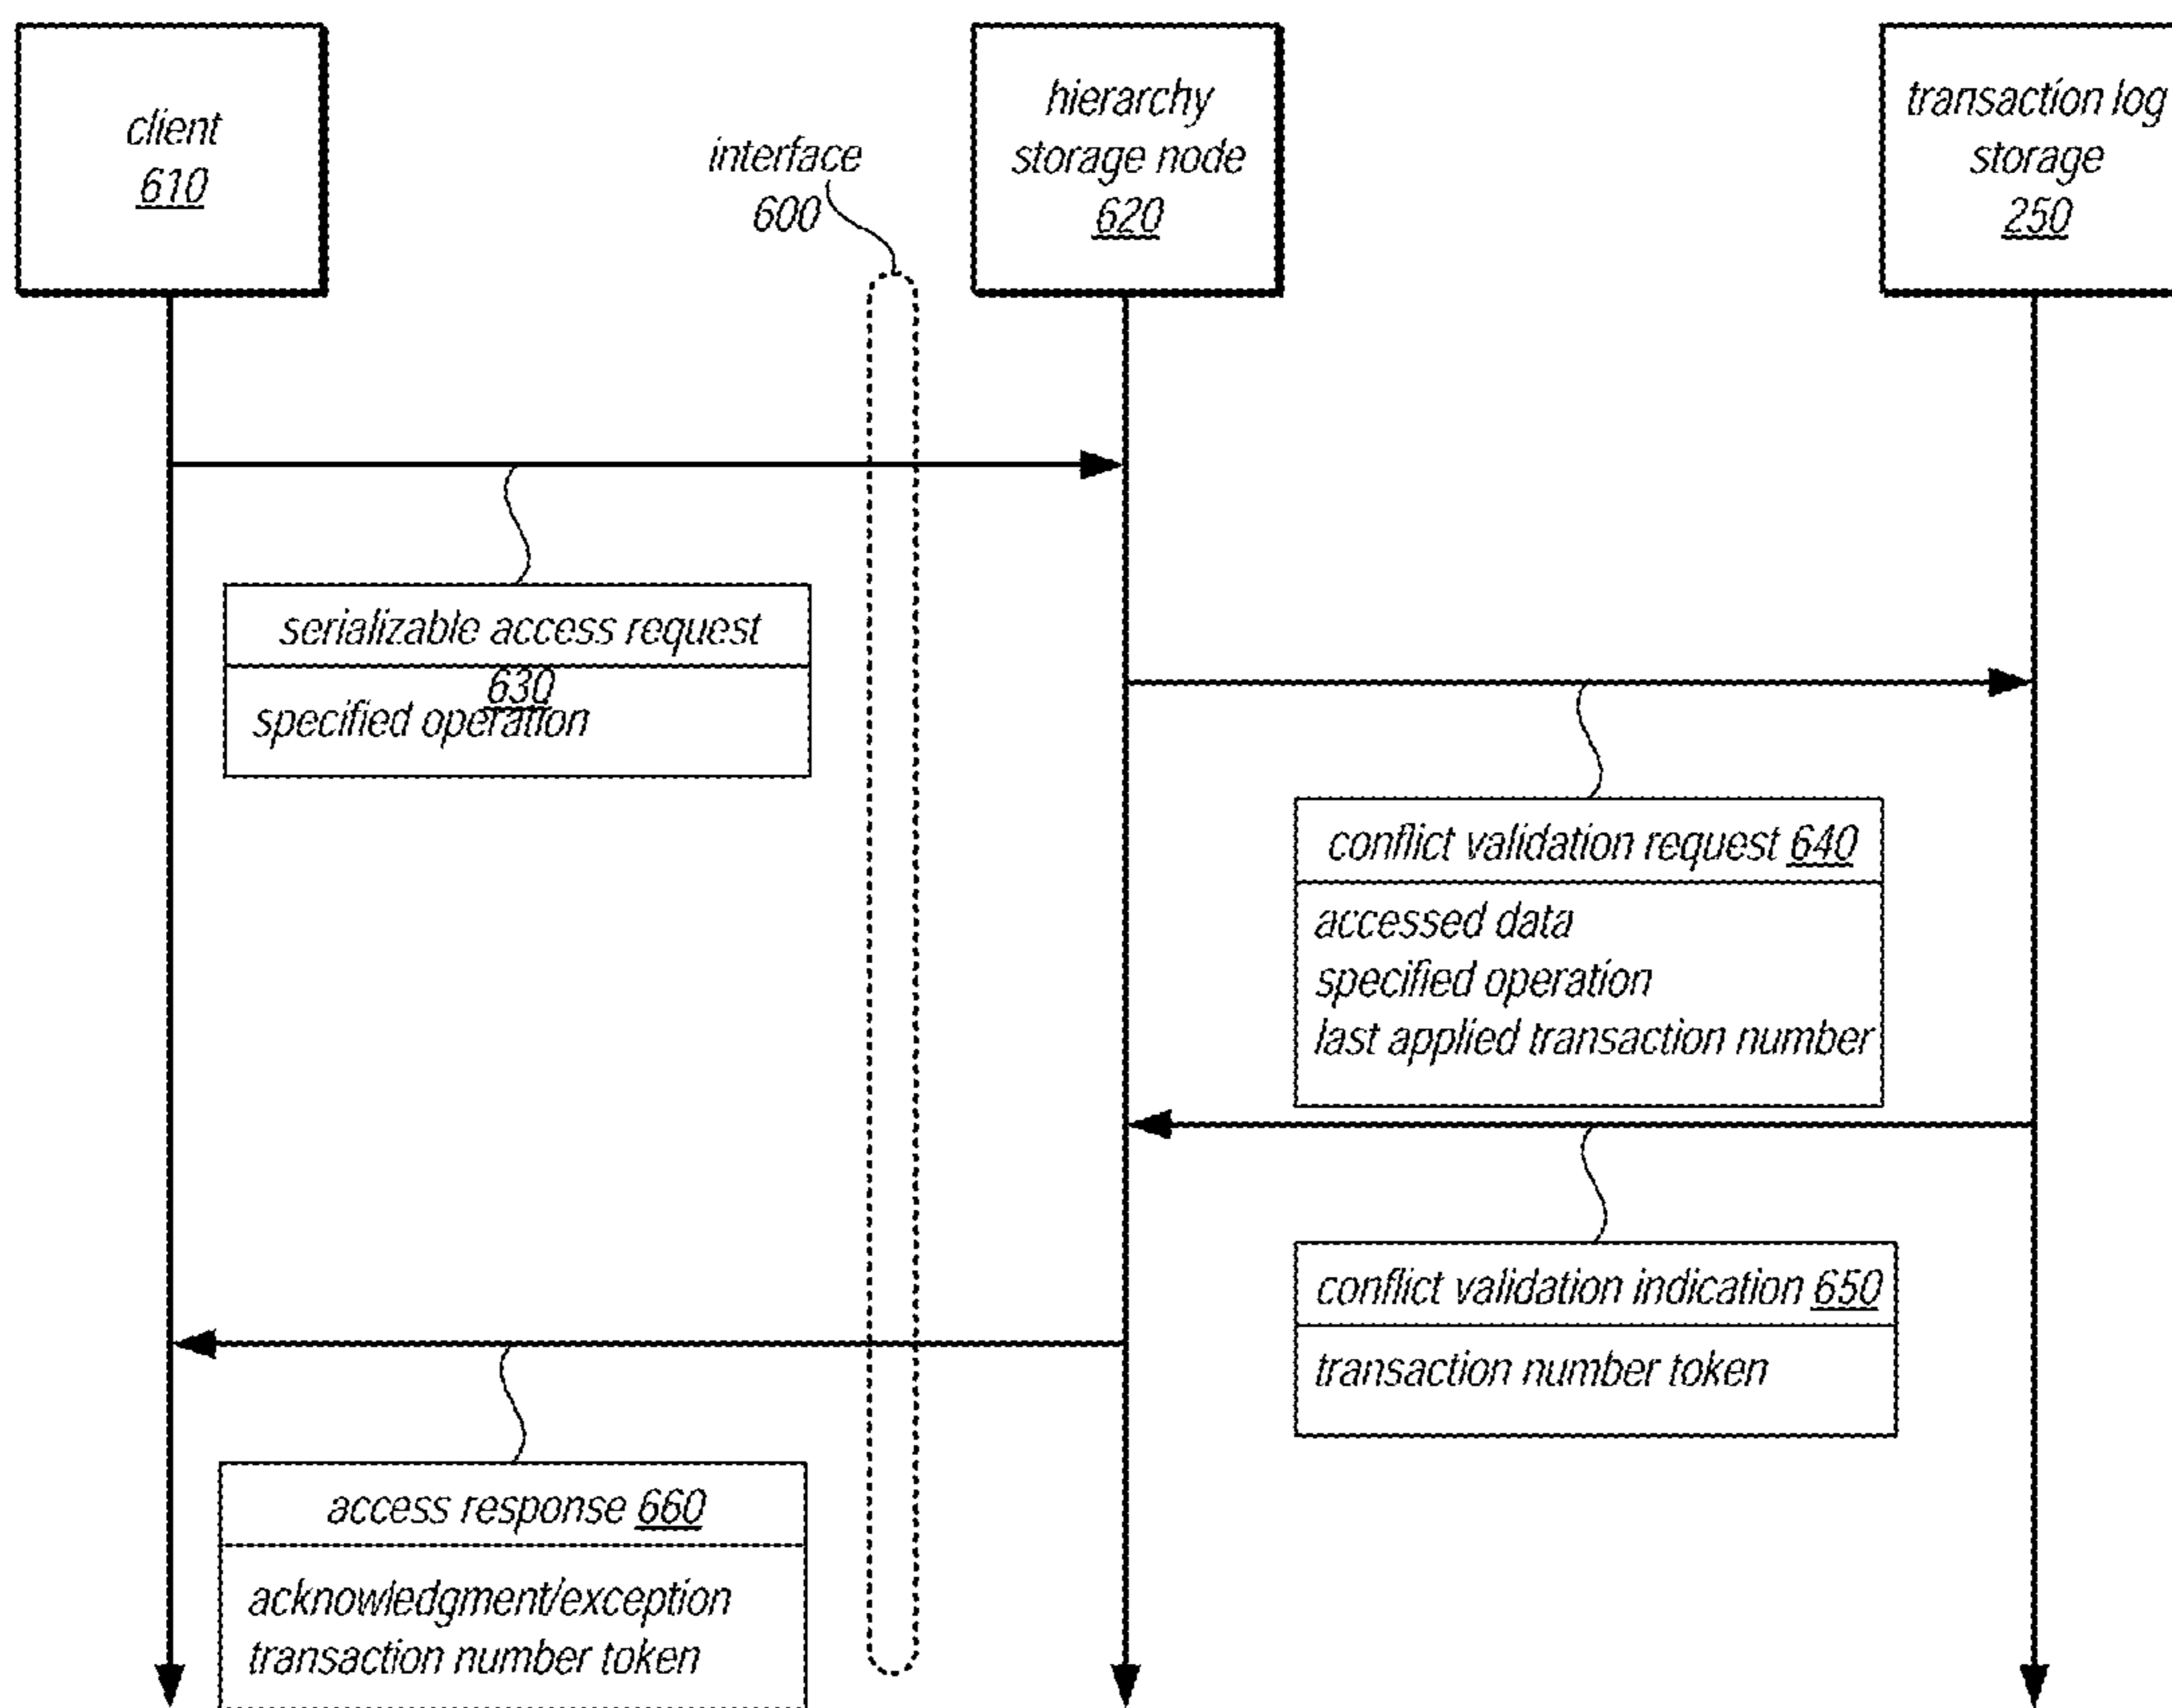 client
610
interface
600
hierarchy
storage node
620
transaction log
storage
250
serializable access request
630
specified operation
conflict validation request 640
accessed data
specified operation
last applied transaction number
conflict validation indication 650
transaction number token
access response 660
acknowledgment/exception
transaction number token